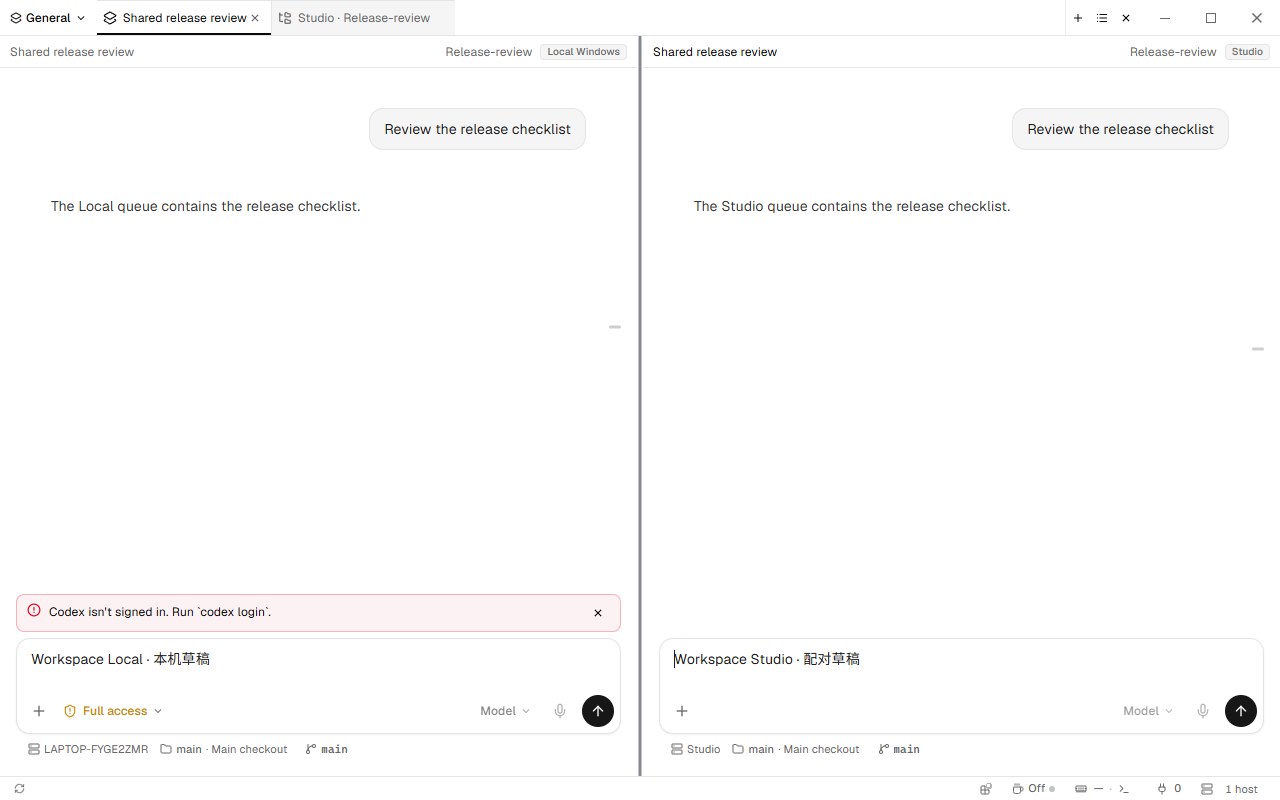 General
Shared release review
Studio · Release-review
Shared release review
Release-review
Local Windows
Review the release checklist
The Local queue contains the release checklist.
Codex isn't signed in. Run `codex login`.
Workspace Local · 本机草稿
Full access
Model
LAPTOP-FYGE2ZMR
main · Main checkout
main
Shared release review
Release-review
Studio
Review the release checklist
The Studio queue contains the release checklist.
Workspace Studio · 配对草稿
Model
Studio
main · Main checkout
main
Off
— ·
0
1 host